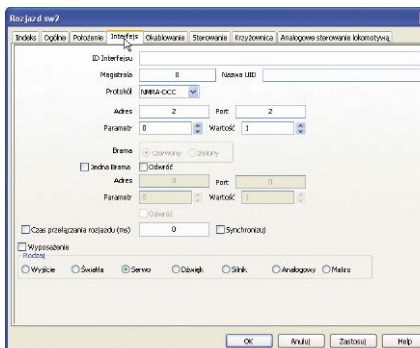 Rozjazd sw2
Indeks Ogólne Położenie Interfejs Okablowanie Sterowanie Krzyżownica Analogowe sterowanie lokomotywą
ID Interfejsu
Magistrala 0 Nazwa UID
Protokół NMRA-DCC
Adres 2 Port 2
Parametr 0 Wartość 1
Brama czerwony zielony
Jedna Brama Odwróć
Adres 0 Port 0
Parametr 0 Wartość 1
Odwróć
Czas przełączania rozjazdu (ms) 0 Synchronizuj
Wyposażenie
Rodzaj
Wyjście Światła Serwo Dźwięk Silnik Analogowy Makro
OK Anuluj Zastosuj Help